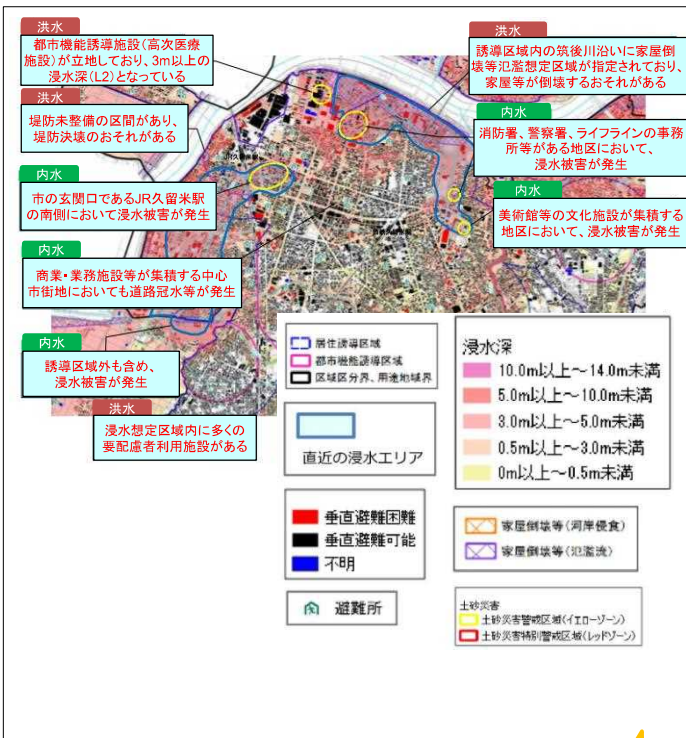 洪水
都市機能誘導施設(高次医療
施設)が立地しており、3m以上の
浸水深(L2)となっている
洪水
堤防未整備の区間があり、
堤防決壊のおそれがある
内水
市の玄関口であるJR久留米駅
の南側において浸水被害が発生
内水
商業・業務施設等が集積する中心
市街地においても道路冠水等が発生
内水
誘導区域外も含め、
浸水被害が発生
洪水
浸水想定区域内に多くの
要配慮者利用施設がある
洪水
誘導区域内の筑後川沿いに家屋倒
壊等氾濫想定区域が指定されており、
家屋等が倒壊するおそれがある
内水
消防署、警察署、ライフラインの事務
所等がある地区において、
浸水被害が発生
内水
美術館等の文化施設が集積する
地区において、浸水被害が発生
JR久留米駅
居住誘導区域
都市機能誘導区域
区域区分界、用途地域界
直近の浸水エリア
垂直避難困難
垂直避難可能
不明
避難所
浸水深
10.0m以上～14.0m未満
5.0m以上～10.0m未満
3.0m以上～5.0m未満
0.5m以上～3.0m未満
0m以上～0.5m未満
家屋倒壊等(河岸侵食)
家屋倒壊等(氾濫流)
土砂災害
土砂災害警戒区域(イエローゾーン)
土砂災害特別警戒区域(レッドゾーン)